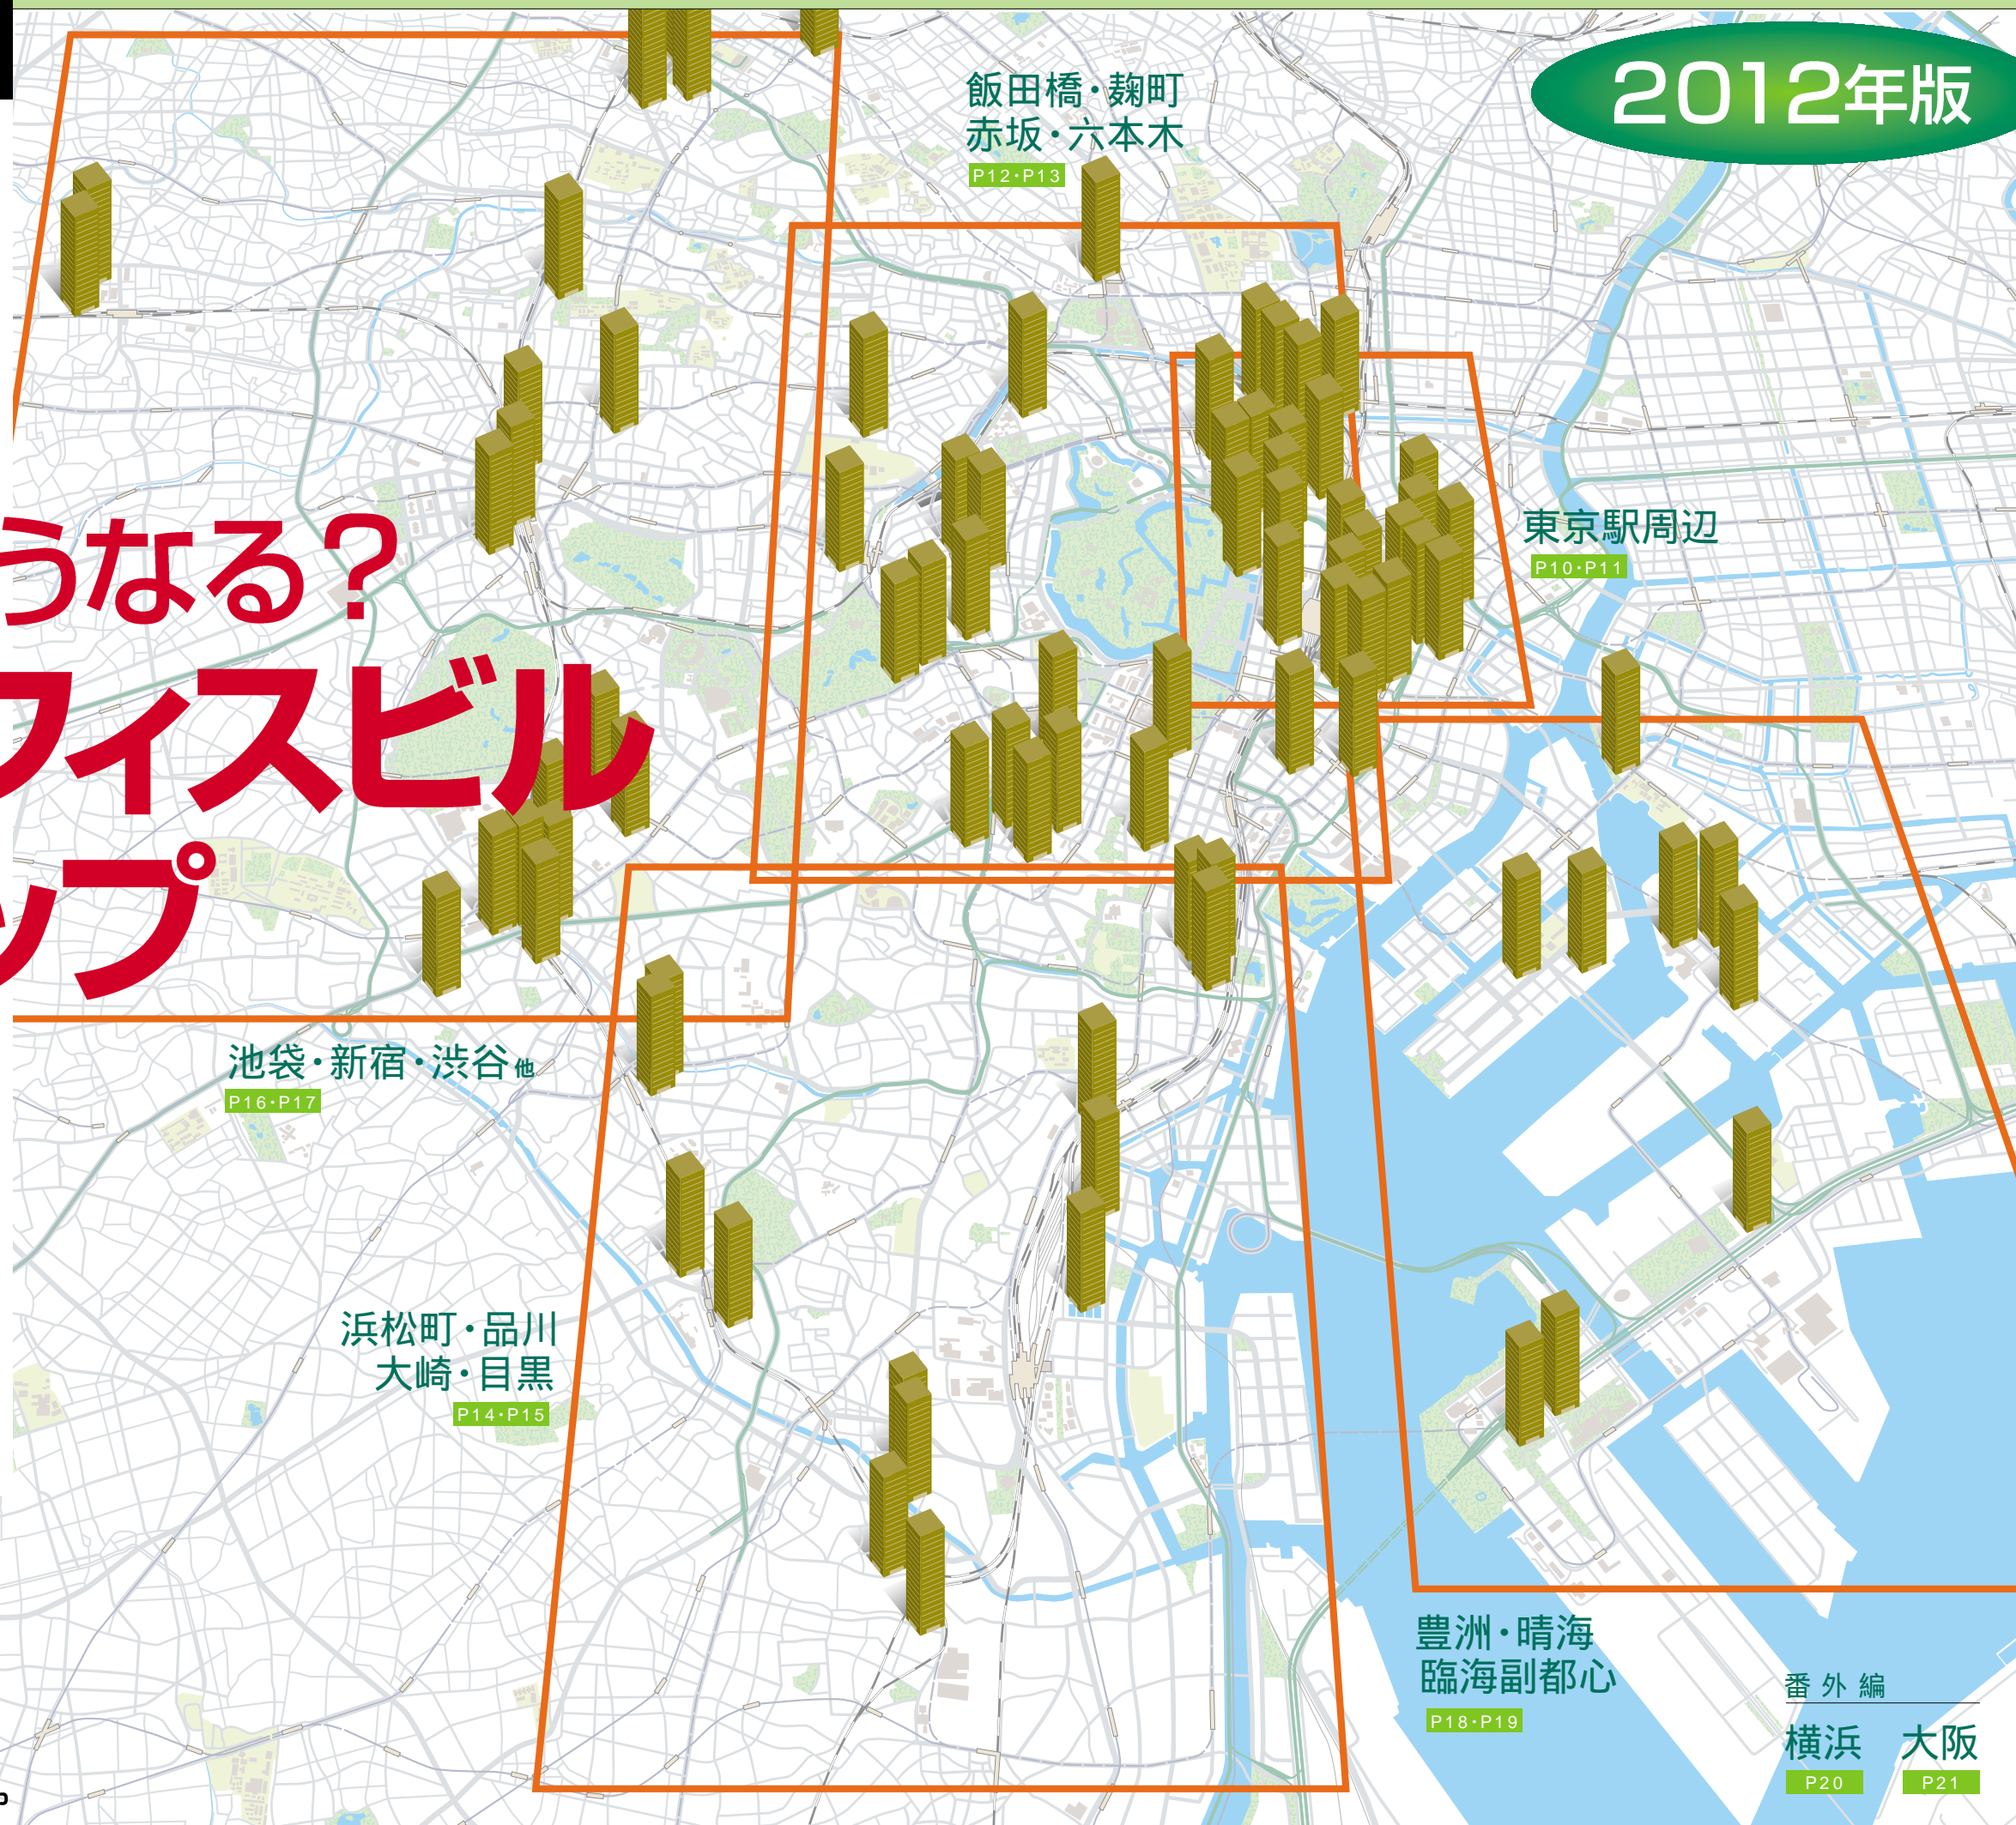 2012年版
飯田橋・麹町
赤坂・六本木
P12・P13
東京駅周辺
P10・P11
うなる？
フィスビル
ップ
池袋・新宿・渋谷他
P16・P17
浜松町・品川
大崎・目黒
P14・P15
豊洲・晴海
臨海副都心
P18・P19
番外編
横浜 大阪
P20 P21